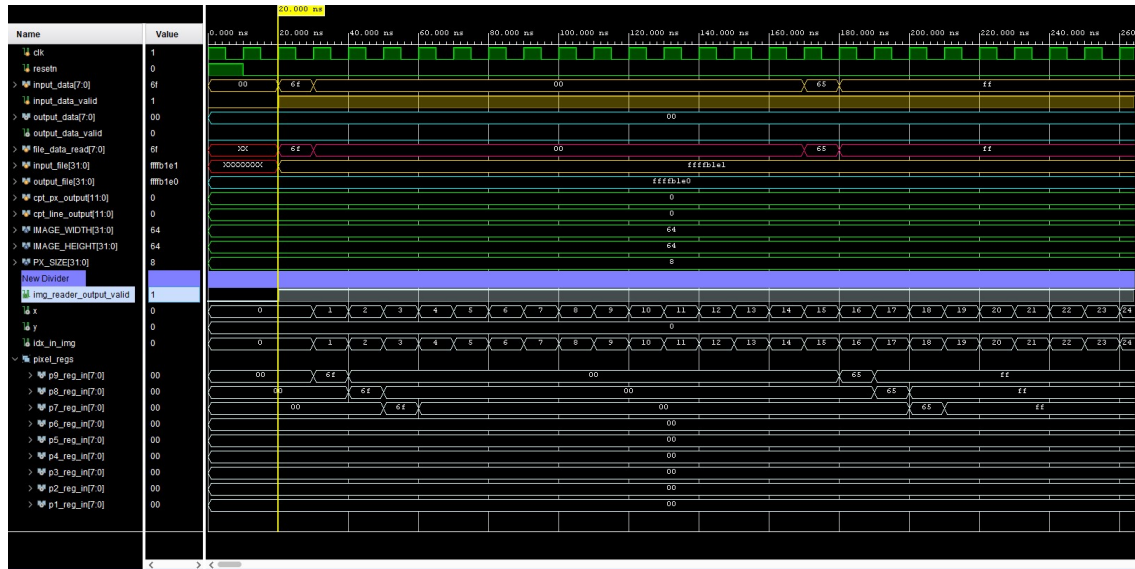 20.000 ns
Name Value 0.000 ns 20.000 ns 40.000 ns 60.000 ns 80.000 ns 100.000 ns 120.000 ns 140.000 ns 160.000 ns 180.000 ns 200.000 ns 220.000 ns 240.000 ns 260
clk 1
resetn 0
input_data[7:0] 6f 00 6f 00 65 ff
input_data_valid 1
output_data[7:0] 00 00
output_data_valid 0
file_data_read[7:0] 6f XX 6f 00 65 ff
input_file[31:0] ffffb1e1 XXXXXXXX ffffb1e1
output_file[31:0] ffffb1e0 ffffb1e0
cpt_px_output[11:0] 0 0
cpt_line_output[11:0] 0 0
IMAGE_WIDTH[31:0] 64 64
IMAGE_HEIGHT[31:0] 64 64
PX_SIZE[31:0] 8 8
New Divider
img_reader_output_valid 1
x 0 0 1 2 3 4 5 6 7 8 9 10 11 12 13 14 15 16 17 18 19 20 21 22 23 24
y 0 0
idx_in_img 0 0 1 2 3 4 5 6 7 8 9 10 11 12 13 14 15 16 17 18 19 20 21 22 23 24
pixel_regs
p9_reg_in[7:0] 00 00 6f 00 65 ff
p8_reg_in[7:0] 00 00 6f 00 65 ff
p7_reg_in[7:0] 00 00 6f 00 65 ff
p6_reg_in[7:0] 00 00
p5_reg_in[7:0] 00 00
p4_reg_in[7:0] 00 00
p3_reg_in[7:0] 00 00
p2_reg_in[7:0] 00 00
p1_reg_in[7:0] 00 00